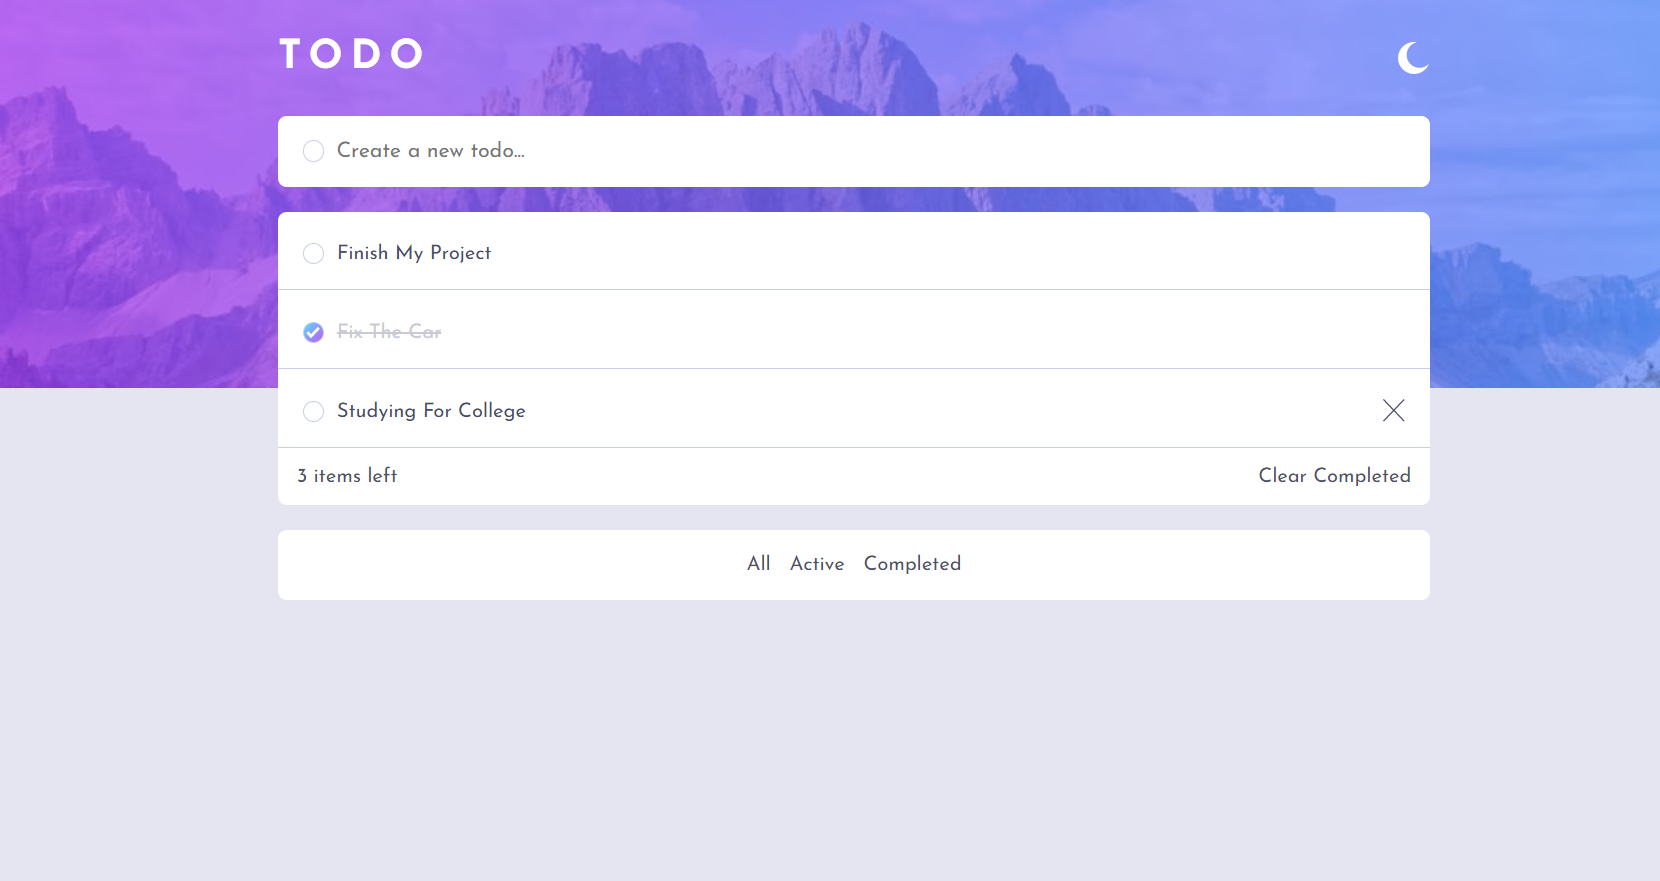 TODO
Create a new todo...
Finish My Project
Fix The Car
Studying For College
3 items left
Clear Completed
All Active Completed